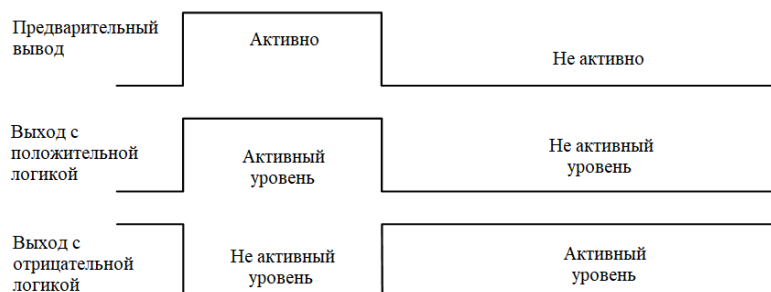 Предварительный
вывод
Активно
Не активно
Выход с
положительной
логикой
Активный
уровень
Не активный
уровень
Выход с
отрицательной
логикой
Не активный
уровень
Активный
уровень